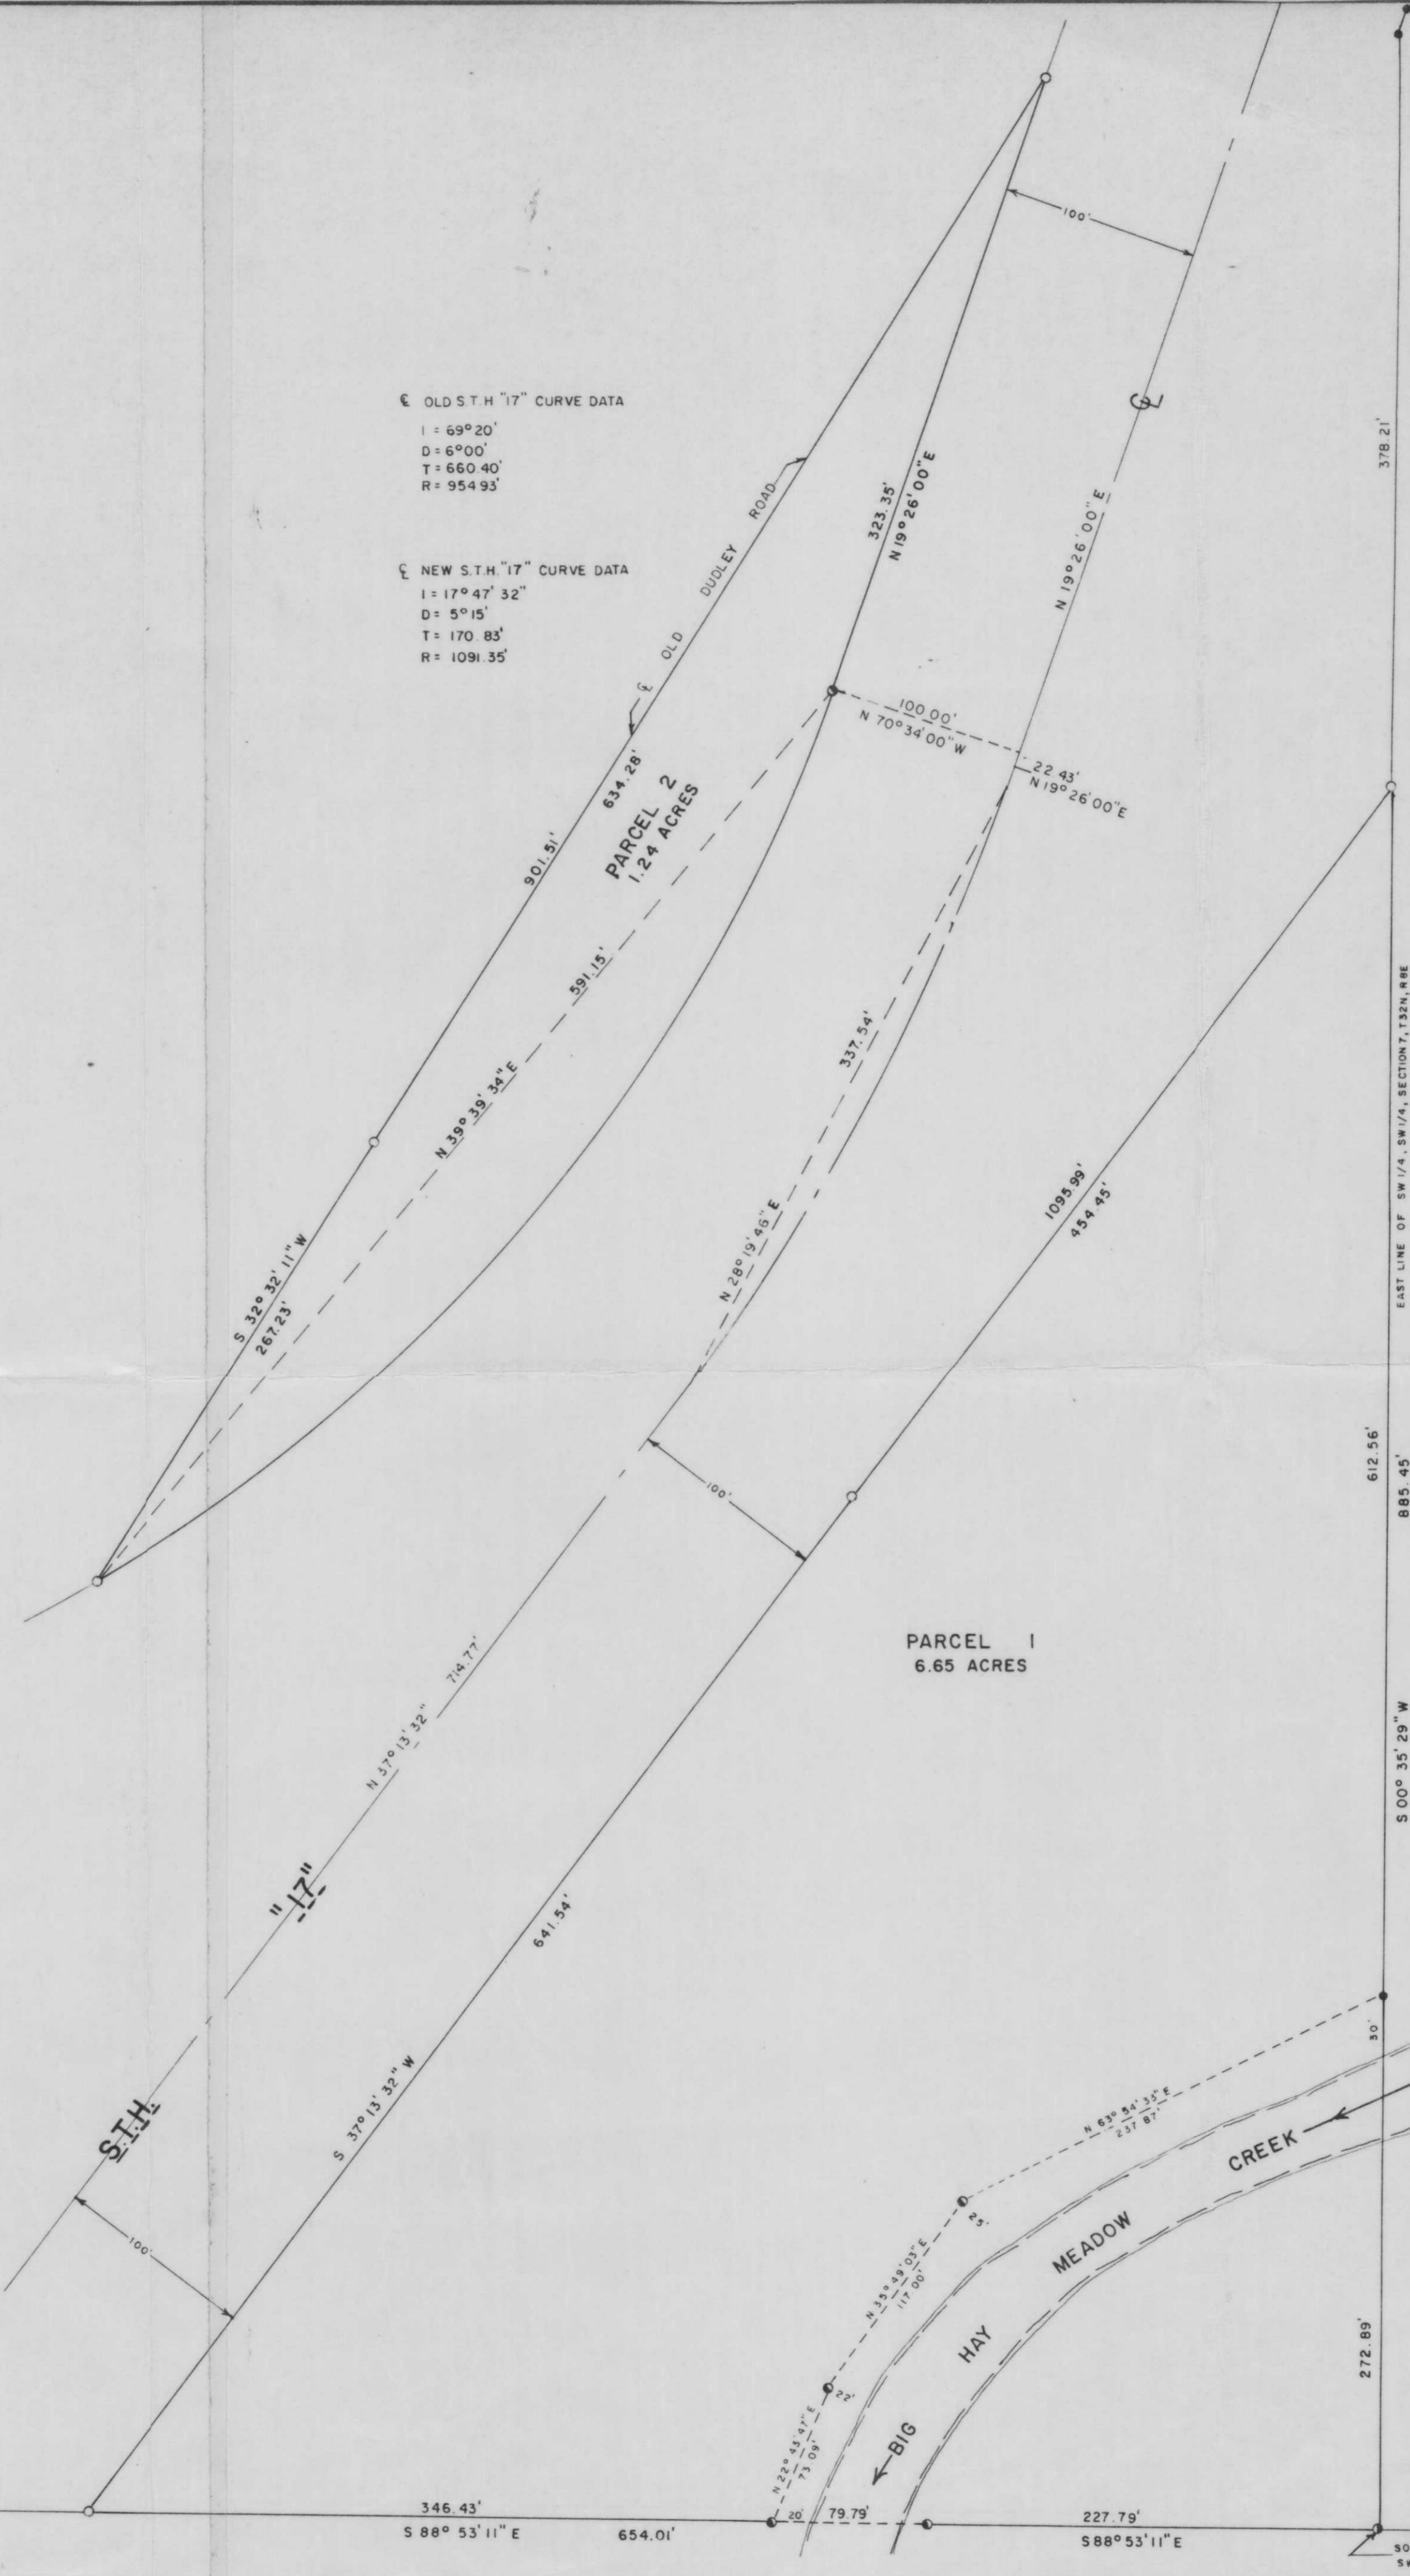 100'
℄ OLD S.T.H "17" CURVE DATA
I = 69°20'
D = 6°00'
T = 660.40'
R = 954.93'
℄ NEW S.T.H. "17" CURVE DATA
I = 17°47'32"
D = 5°15'
T = 170.83'
R = 1091.35'
℄ OLD DUDLEY ROAD
323.35'
N 19°26'00" E
℄
N 19°26'00" E
378.21'
100.00'
N 70°34'00" W
22.43'
N 19°26'00" E
634.28'
901.51'
PARCEL 2
1.24 ACRES
591.15'
N 39°39'34" E
337.54'
N 28°19'46" E
S 32°32'11" W
267.23'
1095.99'
454.45'
EAST LINE OF SW 1/4, SW 1/4, SECTION 7, T32N, R8E
612.56'
885.45'
S 00°35'29" W
100'
PARCEL 1
6.65 ACRES
714.77'
N 37°13'32"
"17"
641.54'
S 37°13'32" W
S.T.H.
100'
30'
N 63°54'33" E
237.87'
CREEK
MEADOW
HAY
BIG
25'
N 35°49'03" E
117.00'
22'
N 22°43'47" E
73.09'
272.89'
346.43'
20'
79.79'
227.79'
S 88°53'11" E
654.01'
S 88°53'11" E